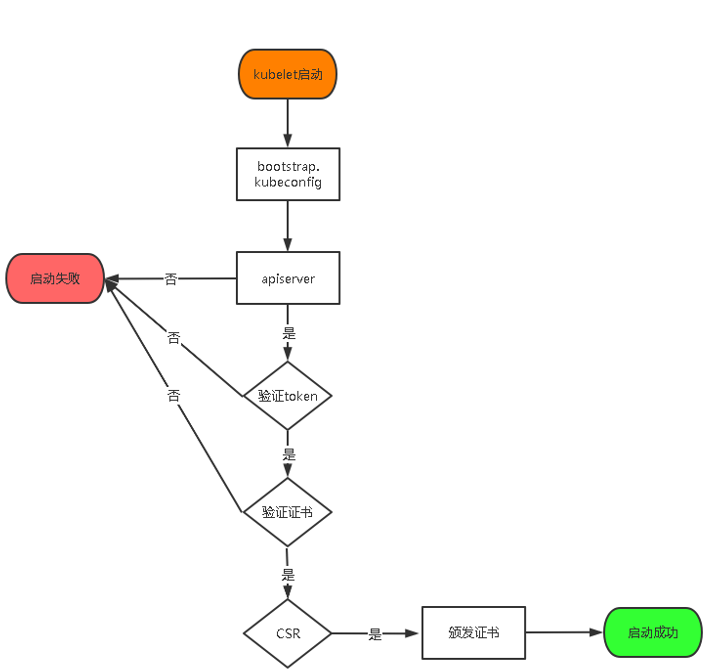 kubelet启动
bootstrap.
kubeconfig
启动失败
否
apiserver
是
否
验证token
否
是
验证证书
是
CSR
是
颁发证书
启动成功